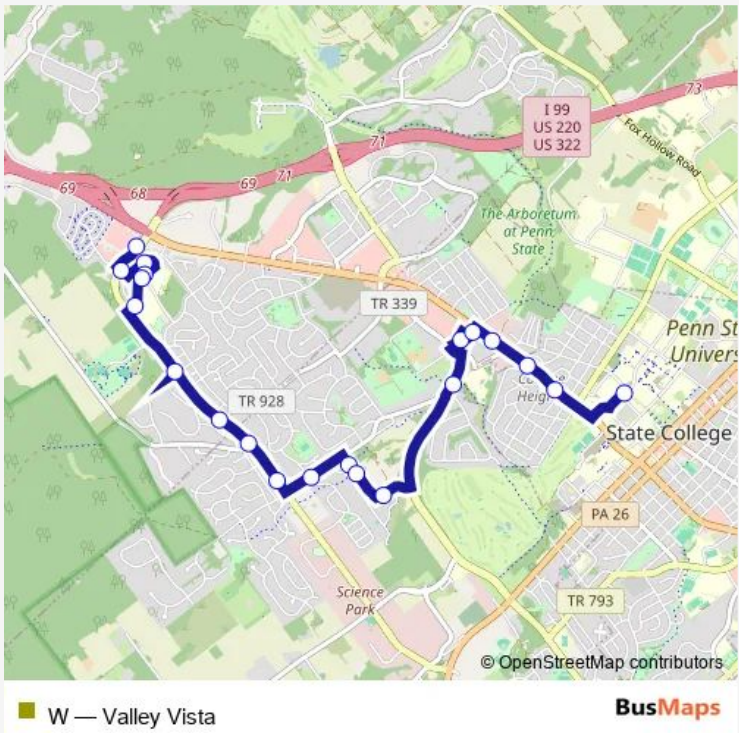 73
I 99
US 220
US 322
Fox Hollow Road
71
69
71
69
68
The Arboretum
at Penn
State
TR 339
Penn St
Univers
TR 928
Heig
State College
PA 26
Science
Park
TR 793
© OpenStreetMap contributors
W — Valley Vista
BusMaps